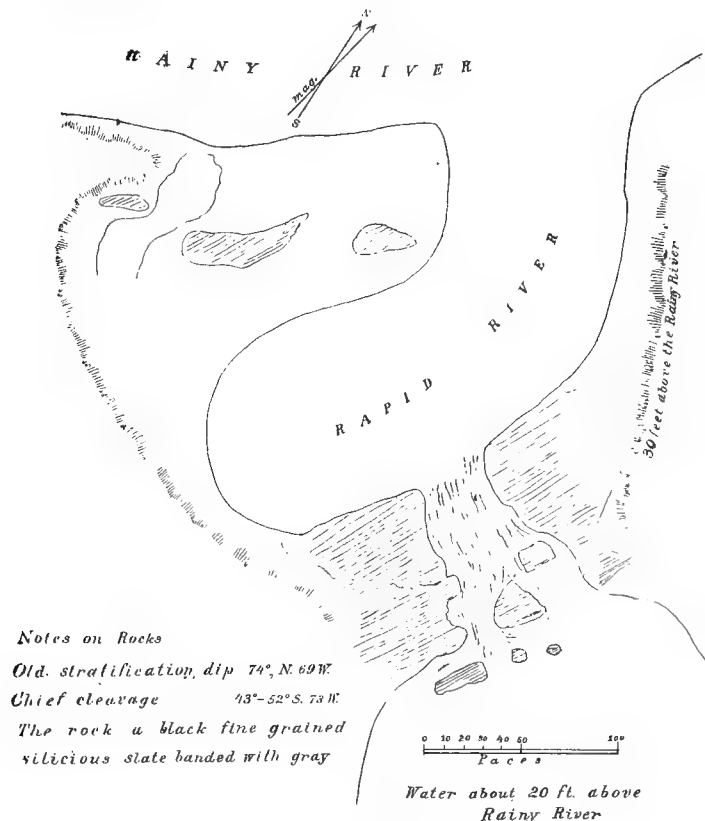 RAINY RIVER
N
mag.
S
RAPID RIVER
30 feet above the Rainy River
Notes on Rocks
Old. stratification, dip 74°, N. 69 W.
Chief cleavage 43°–52° S. 73 W.
The rock a black fine grained
silicious slate banded with gray
0 10 20 30 40 50 100
Paces
Water about 20 ft. above
Rainy River